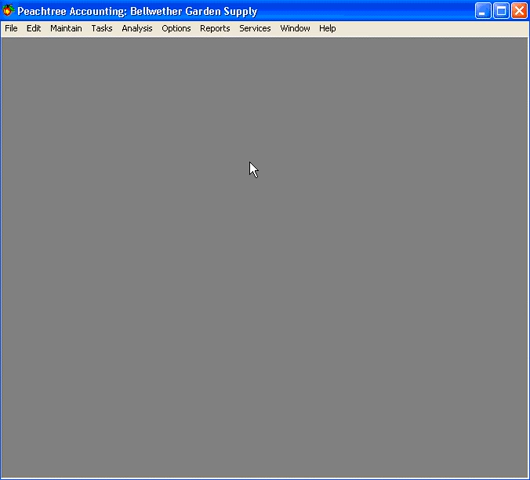 Peachtree Accounting: Bellwether Garden Supply
File Edit Maintain Tasks Analysis Options Reports Services Window Help